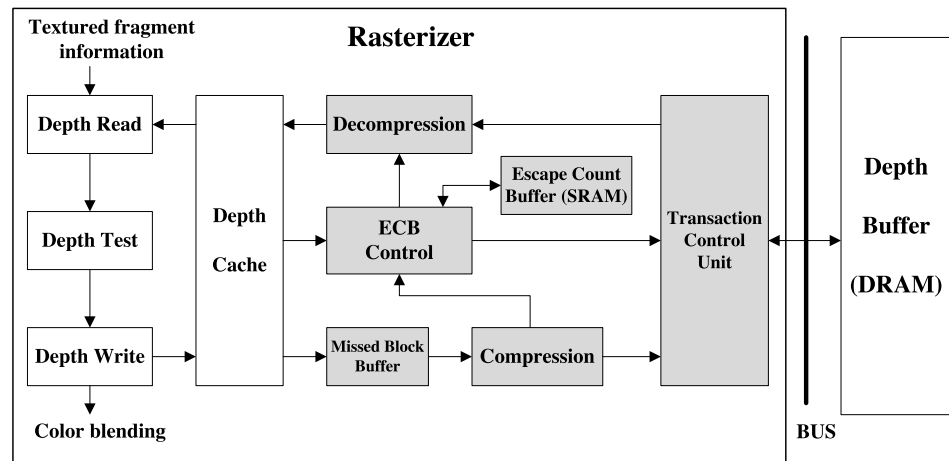 Textured fragment
information
Rasterizer
Depth Read
Decompression
Escape Count
Buffer (SRAM)
Depth
Cache
Depth Test
ECB
Control
Transaction
Control
Unit
Depth
Buffer
(DRAM)
Depth Write
Missed Block
Buffer
Compression
Color blending
BUS